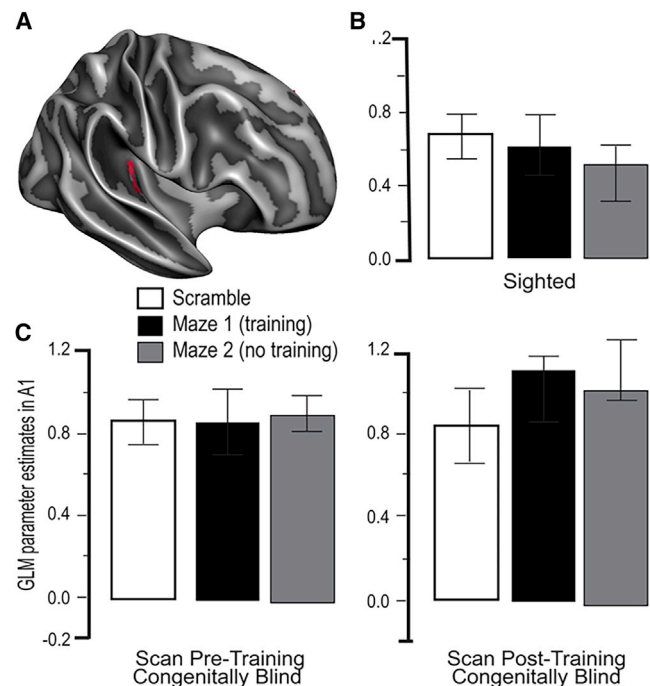 A
B
.2
0.8
0.4
0.0
Sighted
Scramble
Maze 1 (training)
Maze 2 (no training)
C
GLM parameter estimates in A1
1.2
0.8
0.4
0.0
-0.2
Scan Pre-Training
Congenitally Blind
1.2
0.8
0.4
0.0
Scan Post-Training
Congenitally Blind